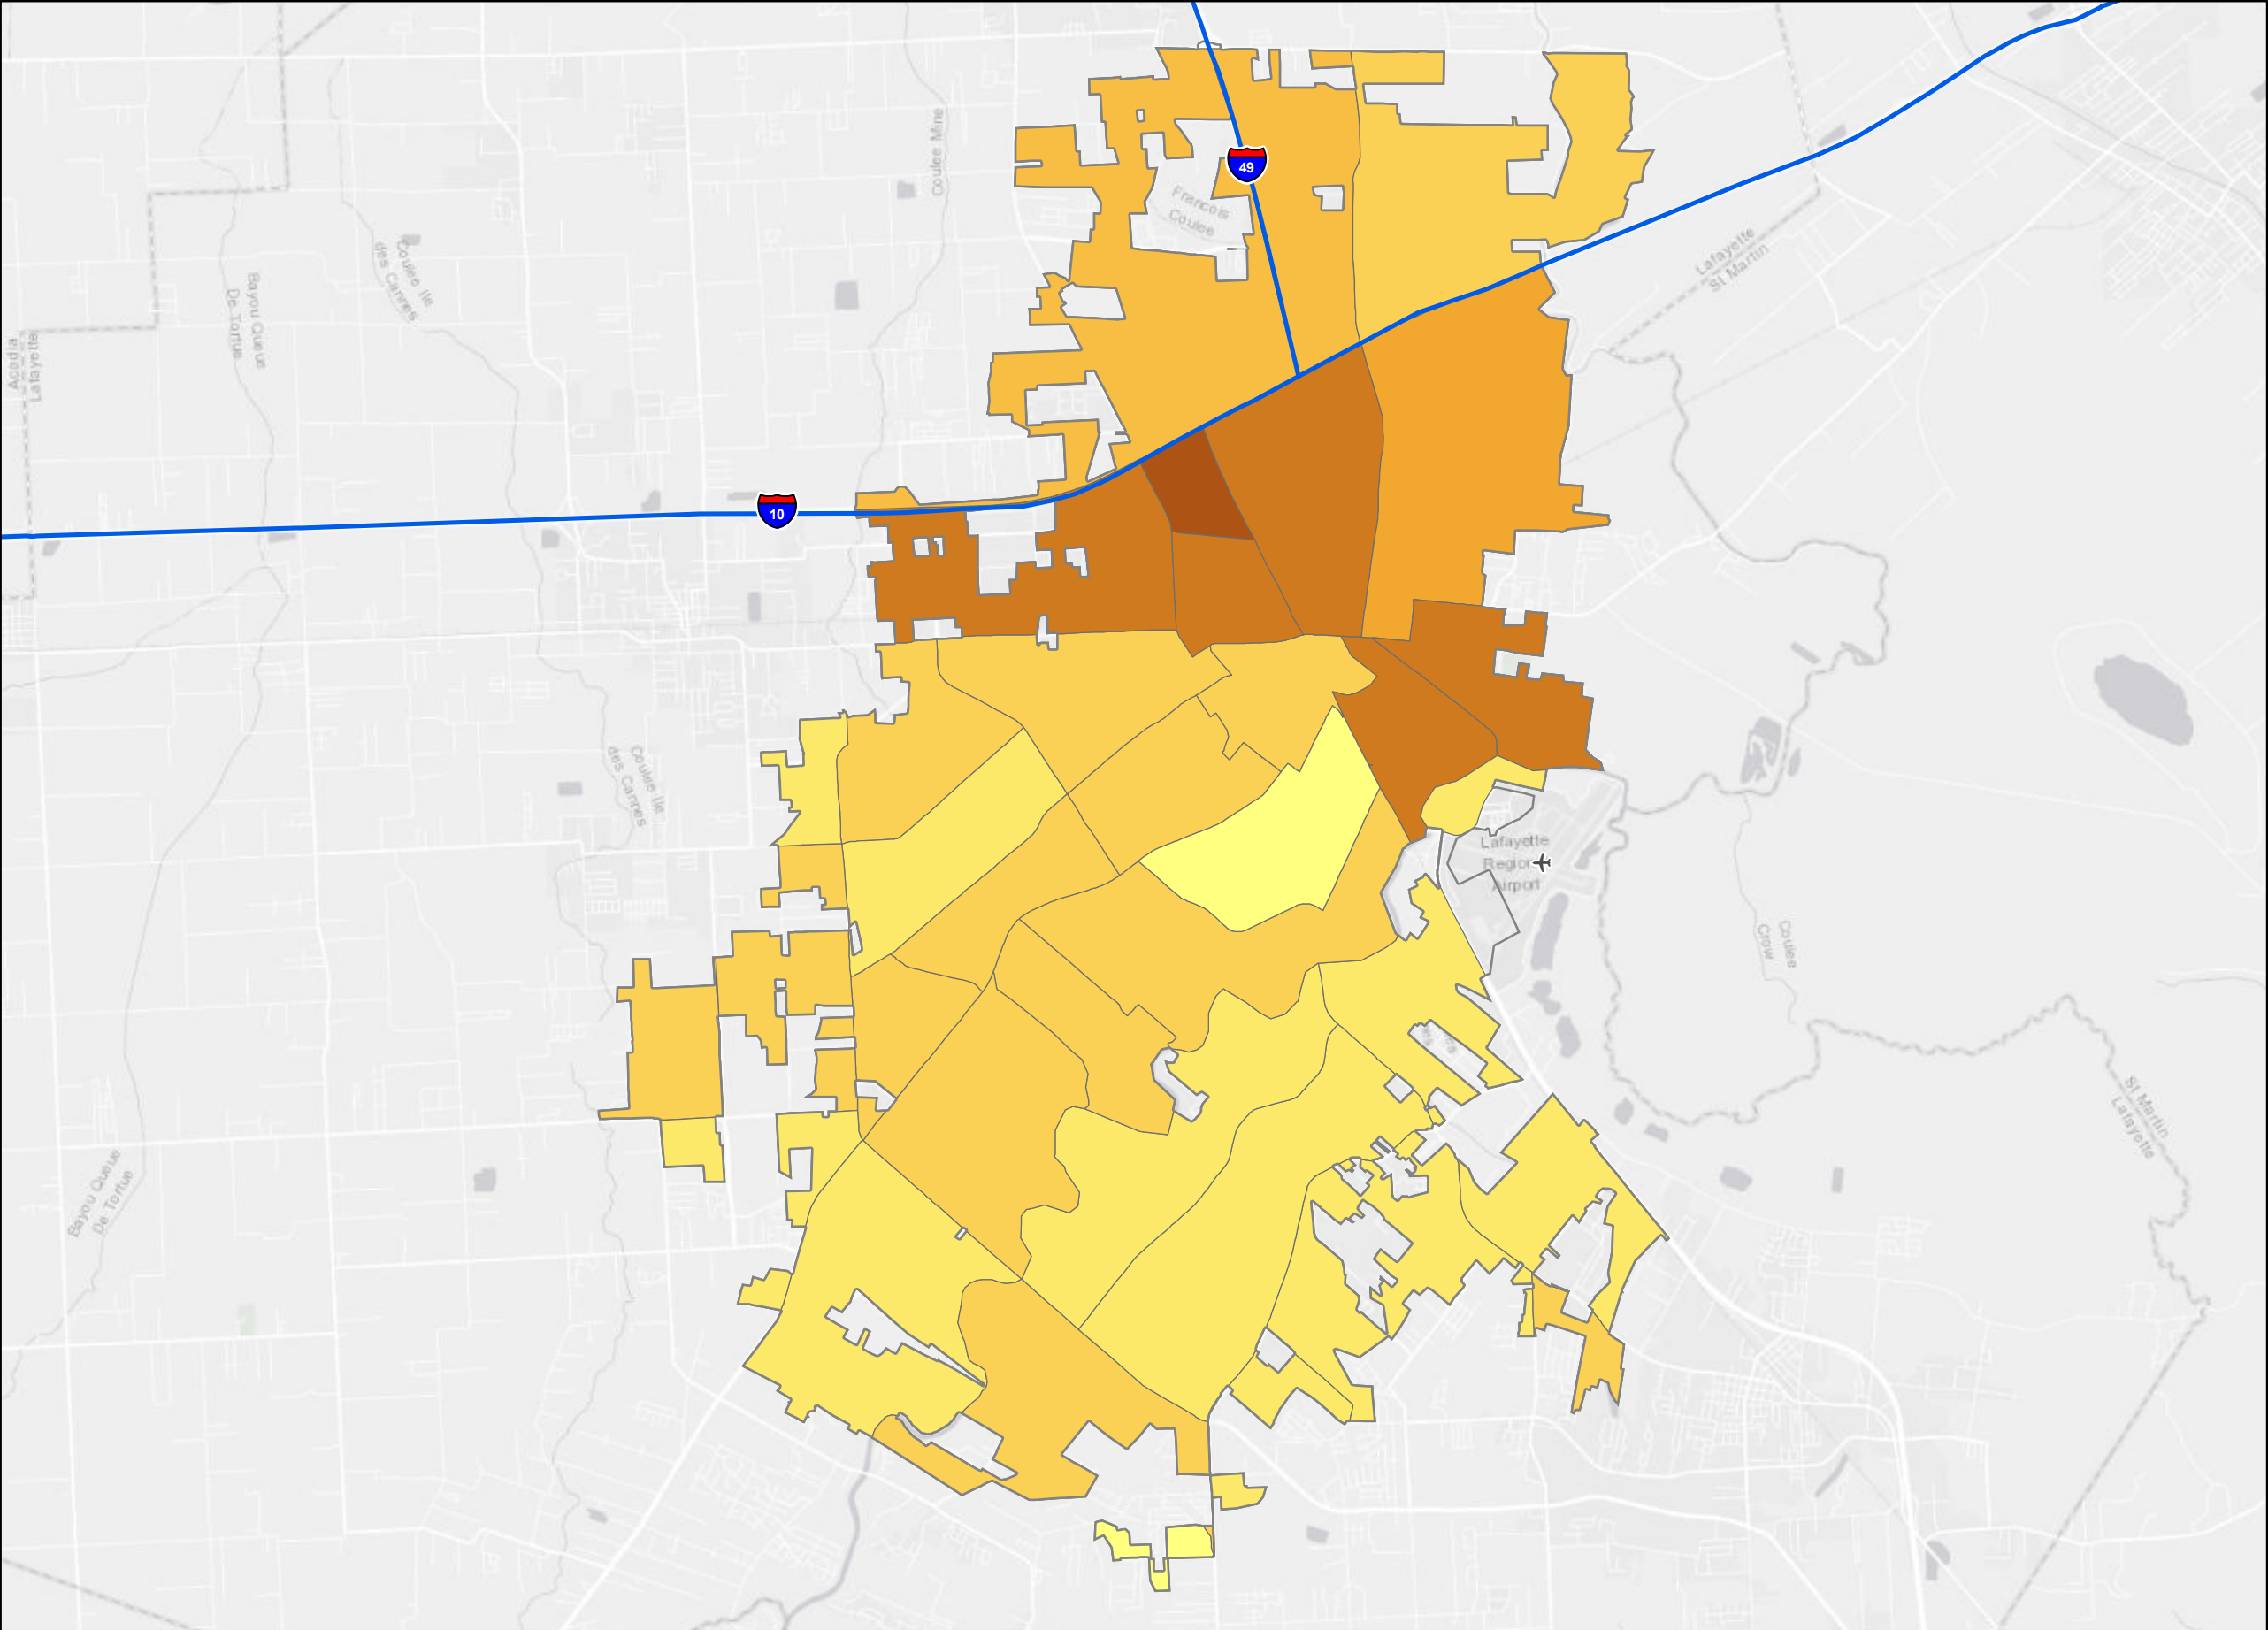 49
Coulee Mine
Francois
Coulee
Coulee Ile
des Cannes
Bayou Queue
De Tortue
Acadia
Lafayette
Lafayette
St Martin
10
Coulee Ile
des Cannes
Lafayette
Regional
Airport
Coulee
Crow
St Martin
Lafayette
Bayou Queue
De Tortue